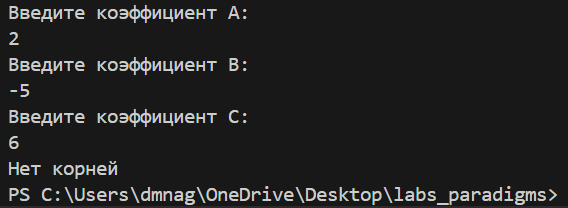 Введите коэффициент A:
2
Введите коэффициент B:
-5
Введите коэффициент C:
6
Нет корней
PS C:\Users\dmnag\OneDrive\Desktop\labs_paradigms>